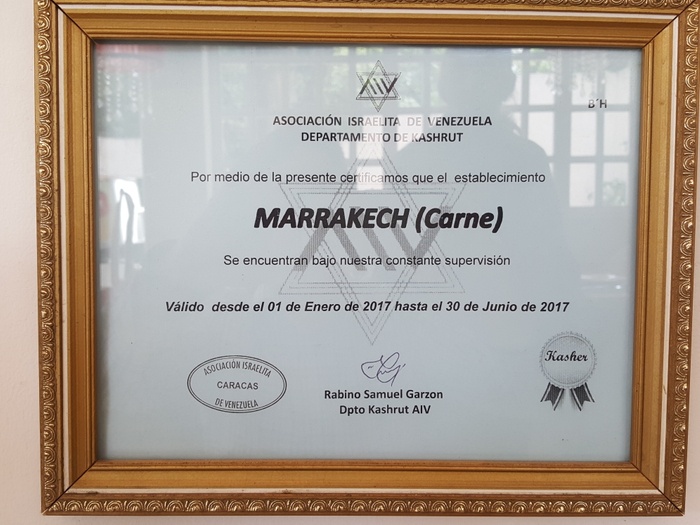 AIV
B'H
ASOCIACIÓN ISRAELITA DE VENEZUELA
DEPARTAMENTO DE KASHRUT
Por medio de la presente certificamos que el establecimiento
MARRAKECH (Carne)
AIV
Se encuentran bajo nuestra constante supervisión
Válido desde el 01 de Enero de 2017 hasta el 30 de Junio de 2017
ASOCIACIÓN ISRAELITA
CARACAS
DE VENEZUELA
Rabino Samuel Garzon
Dpto Kashrut AIV
Kasher